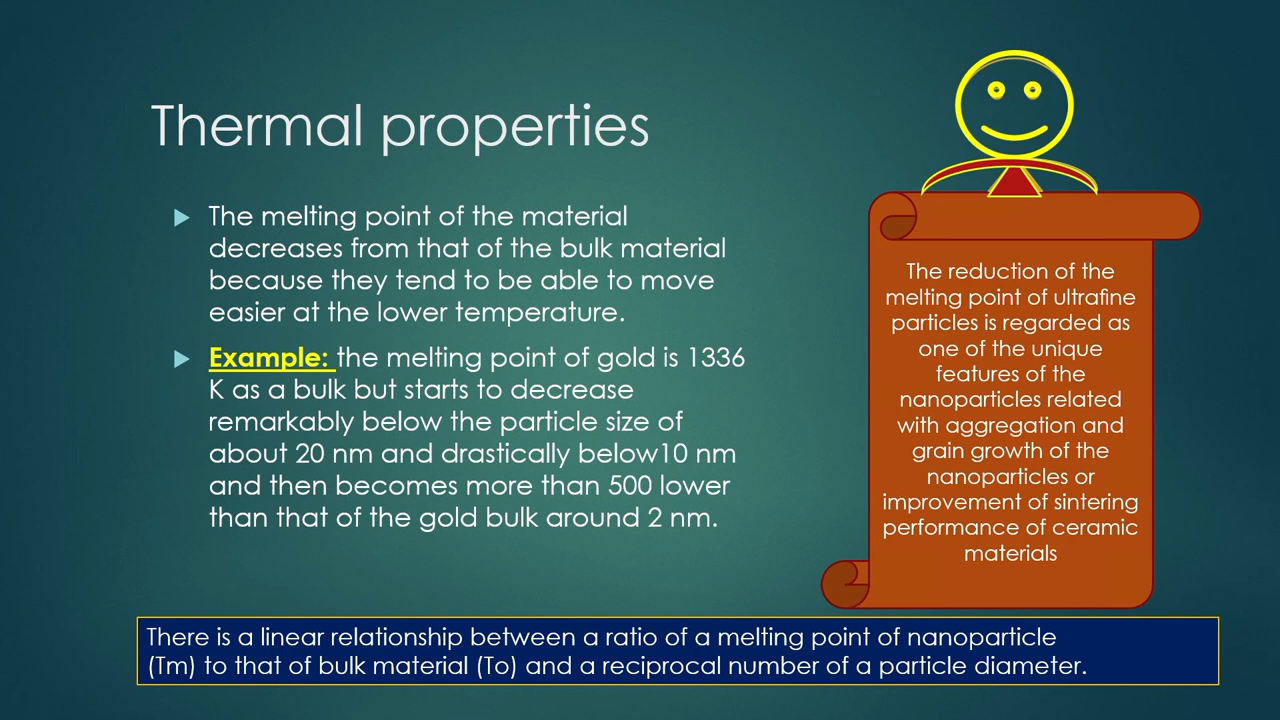 Thermal properties
The melting point of the material
decreases from that of the bulk material
because they tend to be able to move
easier at the lower temperature.
Example: the melting point of gold is 1336
K as a bulk but starts to decrease
remarkably below the particle size of
about 20 nm and drastically below10 nm
and then becomes more than 500 lower
than that of the gold bulk around 2 nm.
The reduction of the
melting point of ultrafine
particles is regarded as
one of the unique
features of the
nanoparticles related
with aggregation and
grain growth of the
nanoparticles or
improvement of sintering
performance of ceramic
materials
There is a linear relationship between a ratio of a melting point of nanoparticle
(Tm) to that of bulk material (To) and a reciprocal number of a particle diameter.